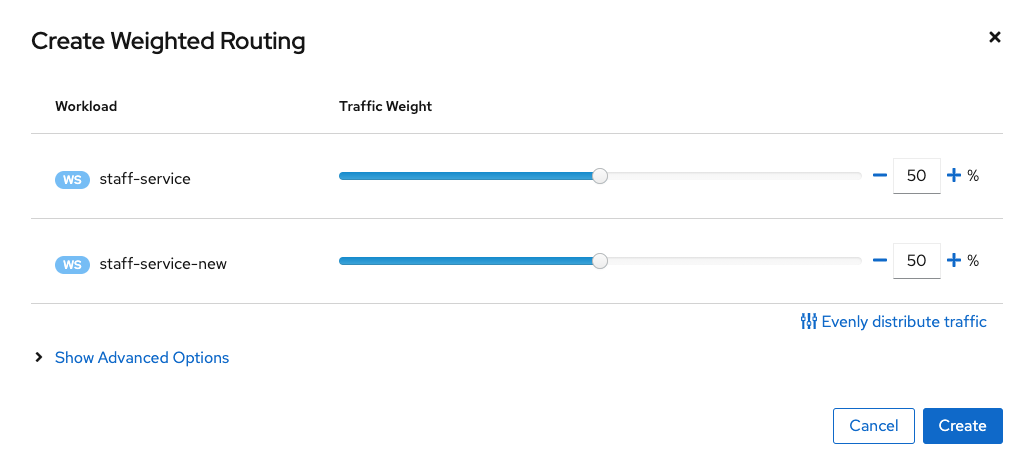 Create Weighted Routing
Workload Traffic Weight
WS staff-service 50 %
WS staff-service-new 50 %
Evenly distribute traffic
Show Advanced Options
Cancel Create